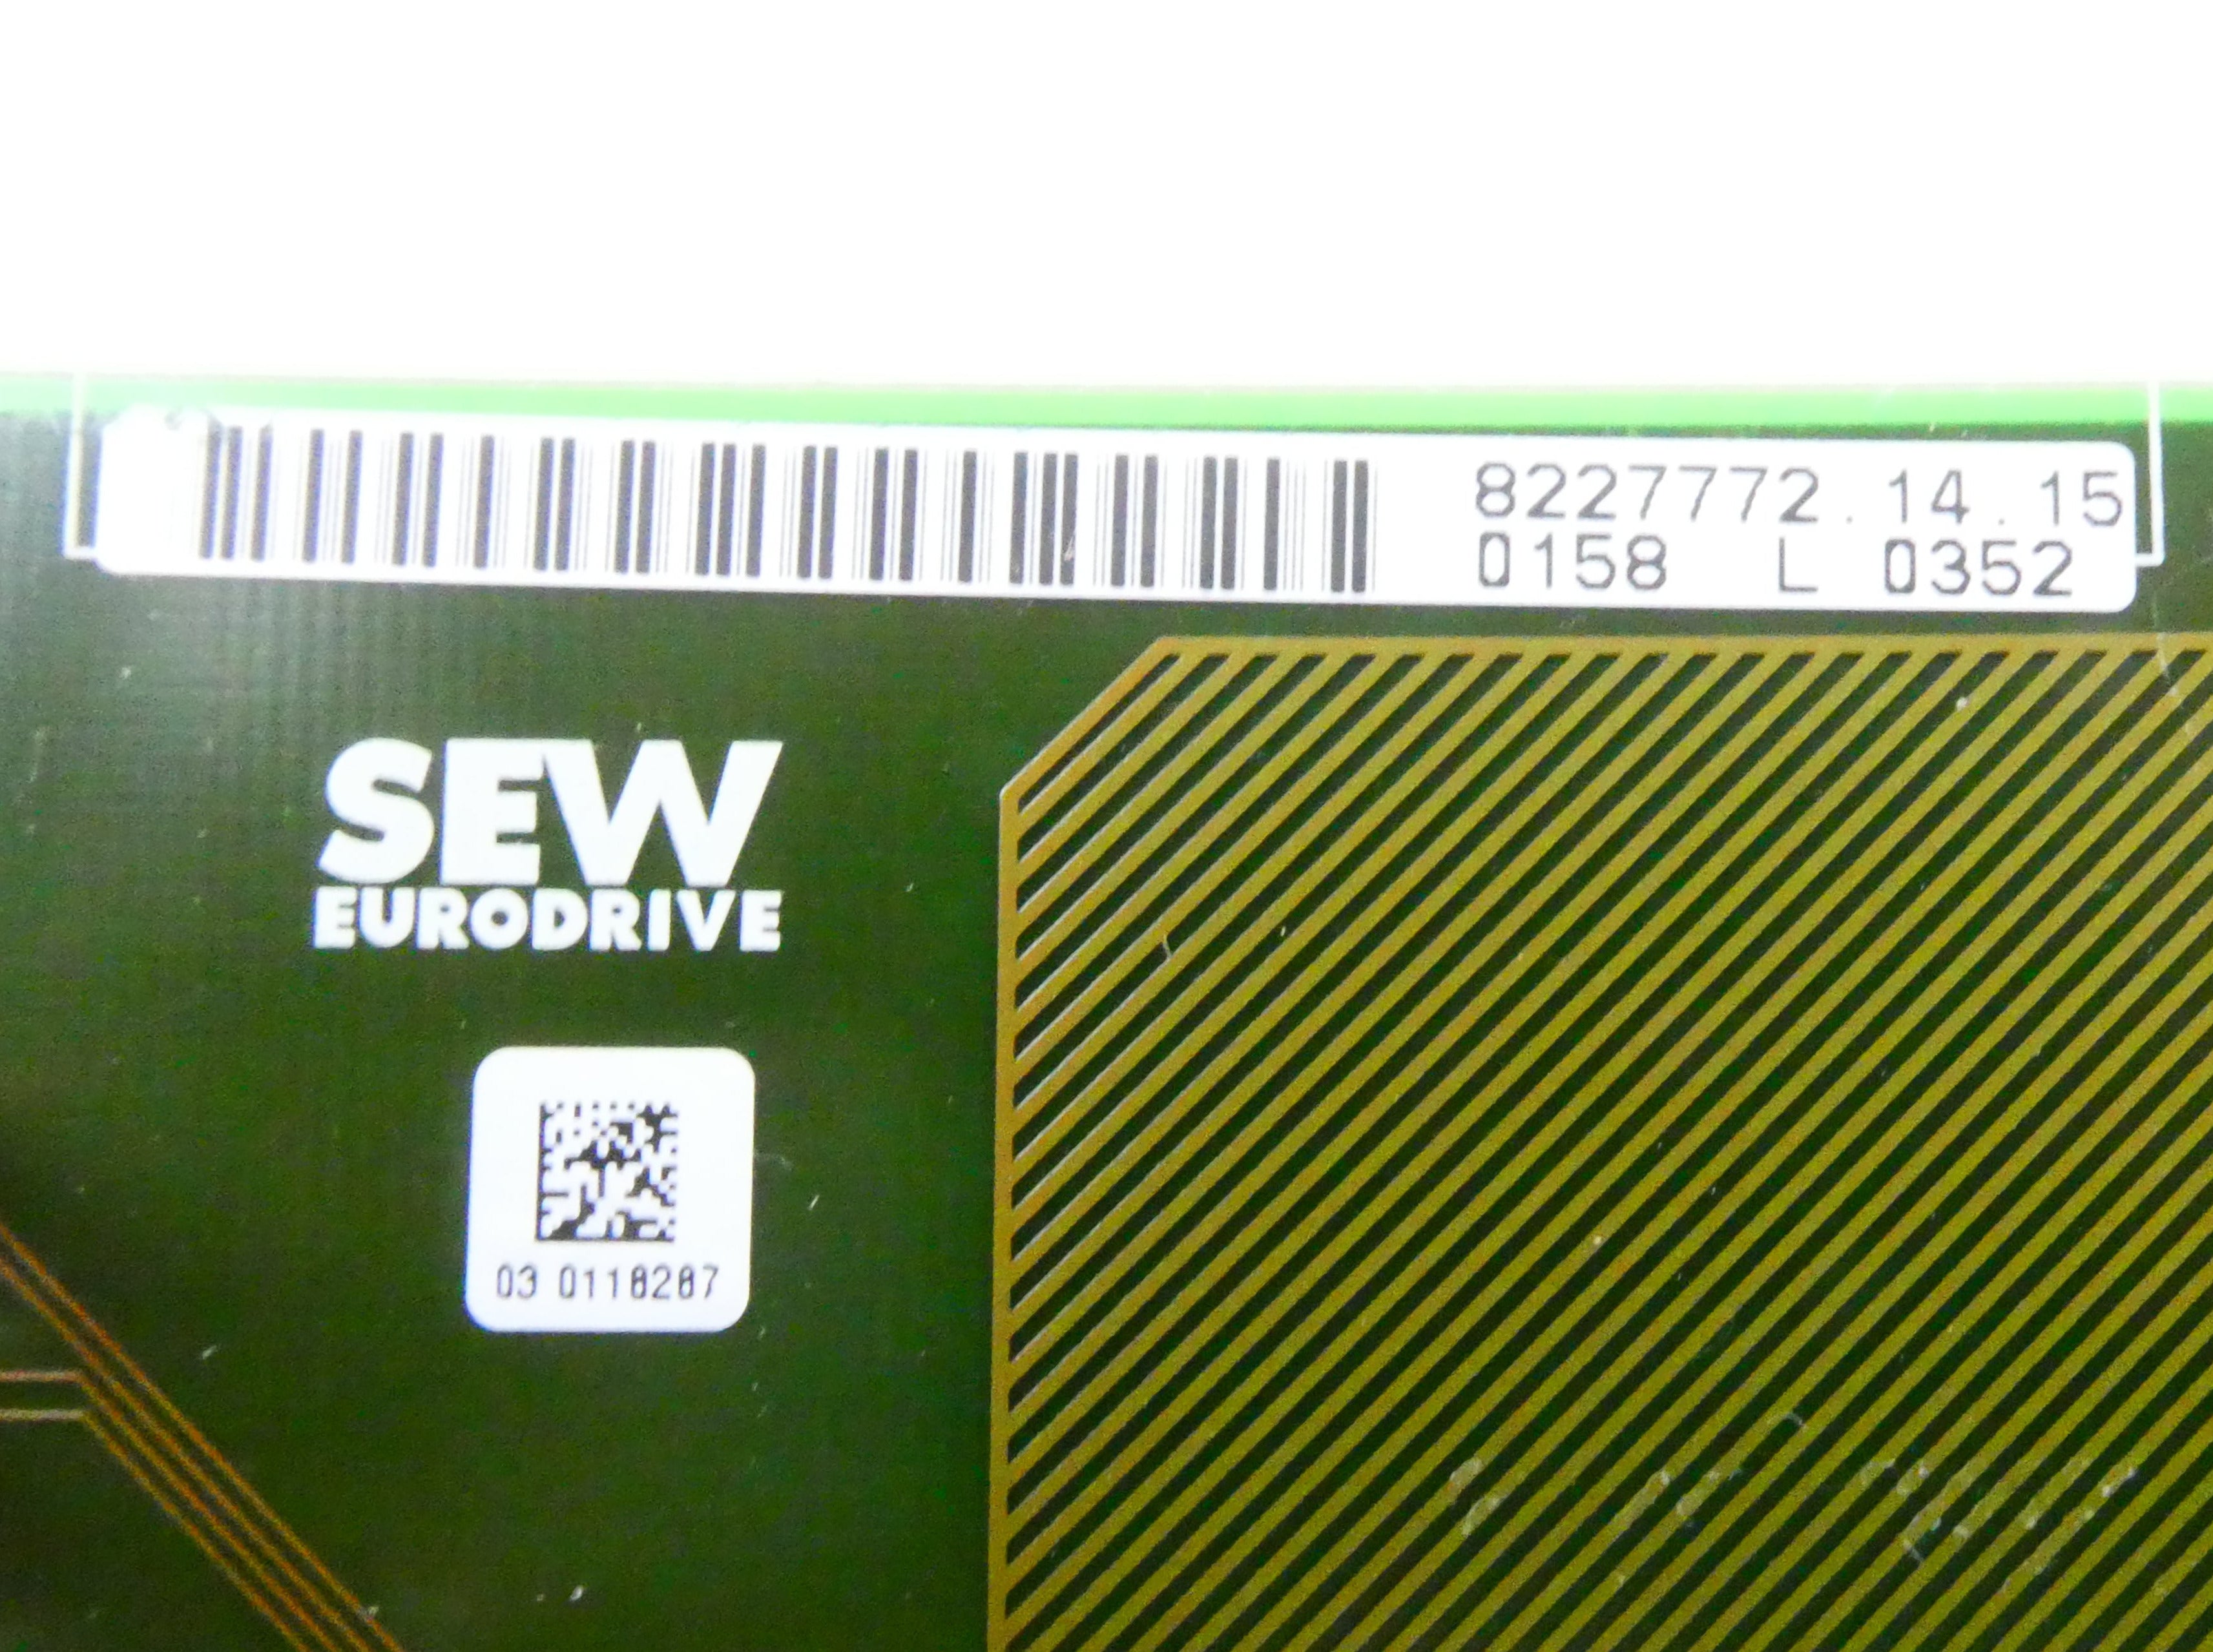 8227772.14.15
0158 L 0352
SEW
EURODRIVE
03 0118287